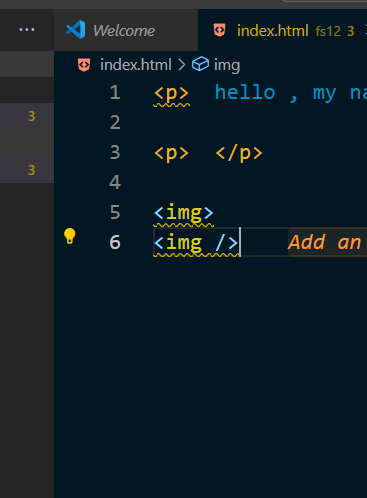 ... Welcome index.html fs12 3
index.html > img
3
3
1 <p> hello , my
2
3 <p> </p>
4
5 <img>
6 <img /> Add an